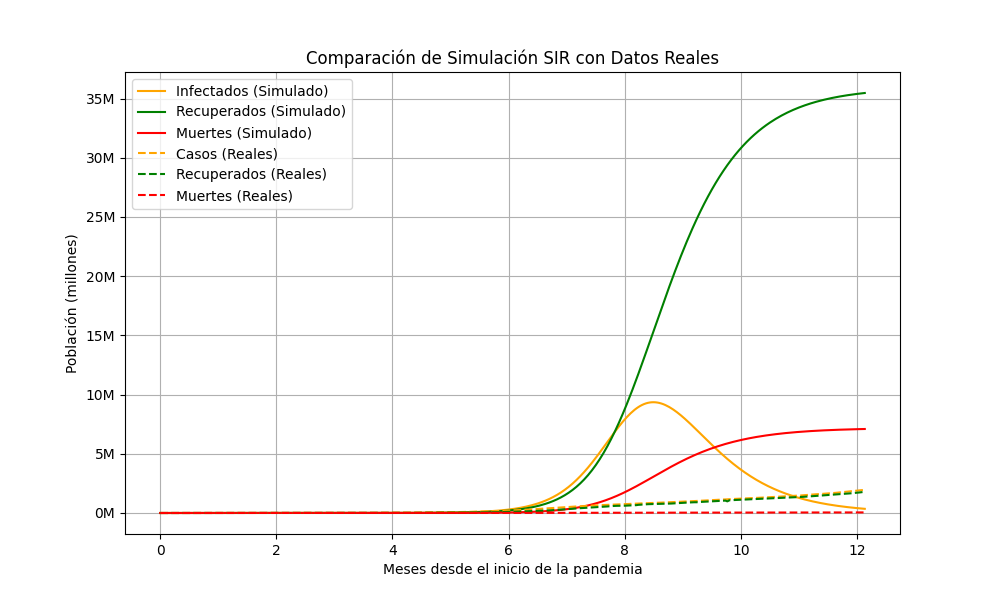 Comparación de Simulación SIR con Datos Reales
Infectados (Simulado)
Recuperados (Simulado)
Muertes (Simulado)
Casos (Reales)
Recuperados (Reales)
Muertes (Reales)
Población (millones)
35M
30M
25M
20M
15M
10M
5M
0M
0 2 4 6 8 10 12
Meses desde el inicio de la pandemia